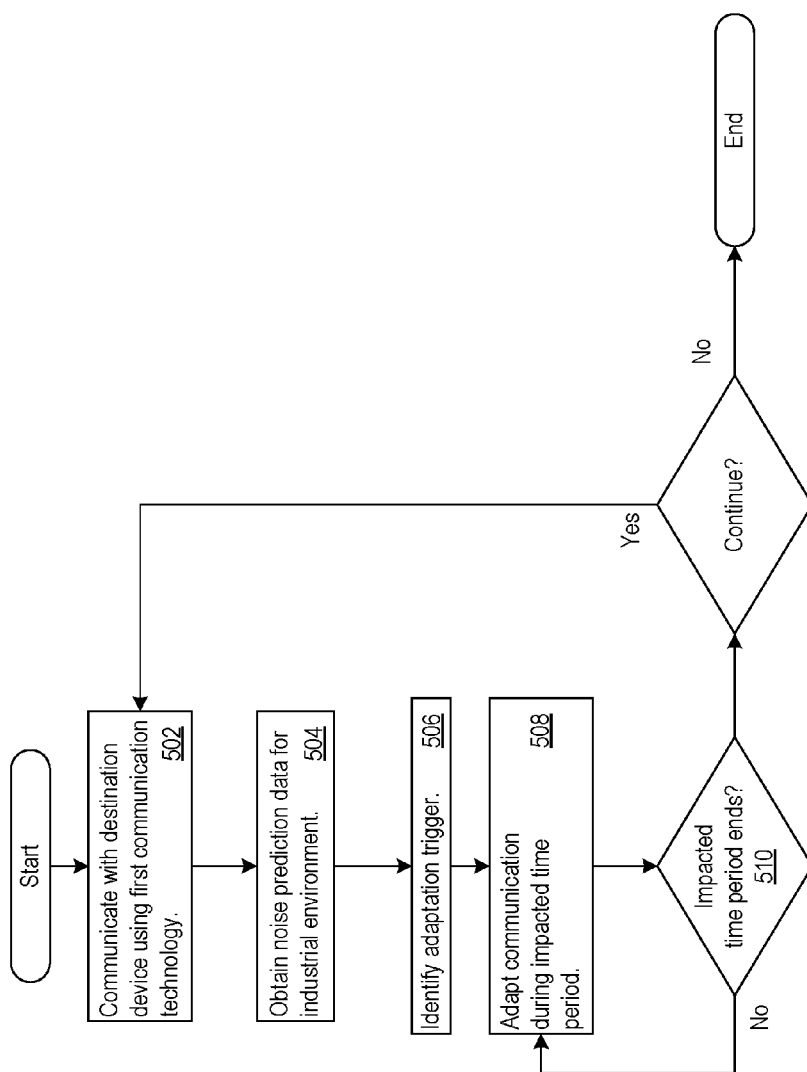 Start
Communicate with destination
device using first communication
technology. 502
Obtain noise prediction data for
industrial environment. 504
Identify adaptation trigger. 506
Adapt communication 508
during impacted time
period.
Impacted
time period ends?
510
No
Continue?
Yes
No
End